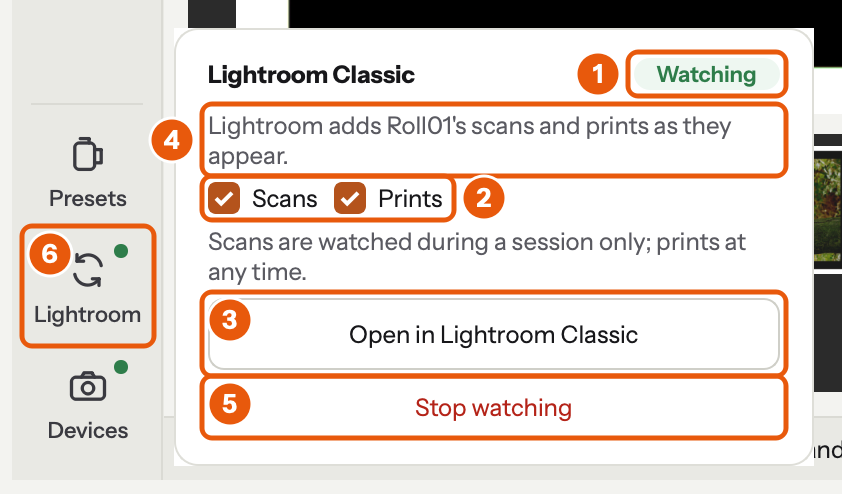 Lightroom Classic
1
Watching
4
Lightroom adds Roll01's scans and prints as they
appear.
Scans
Prints
2
Scans are watched during a session only; prints at
any time.
3
Open in Lightroom Classic
5
Stop watching
Presets
6
Lightroom
Devices